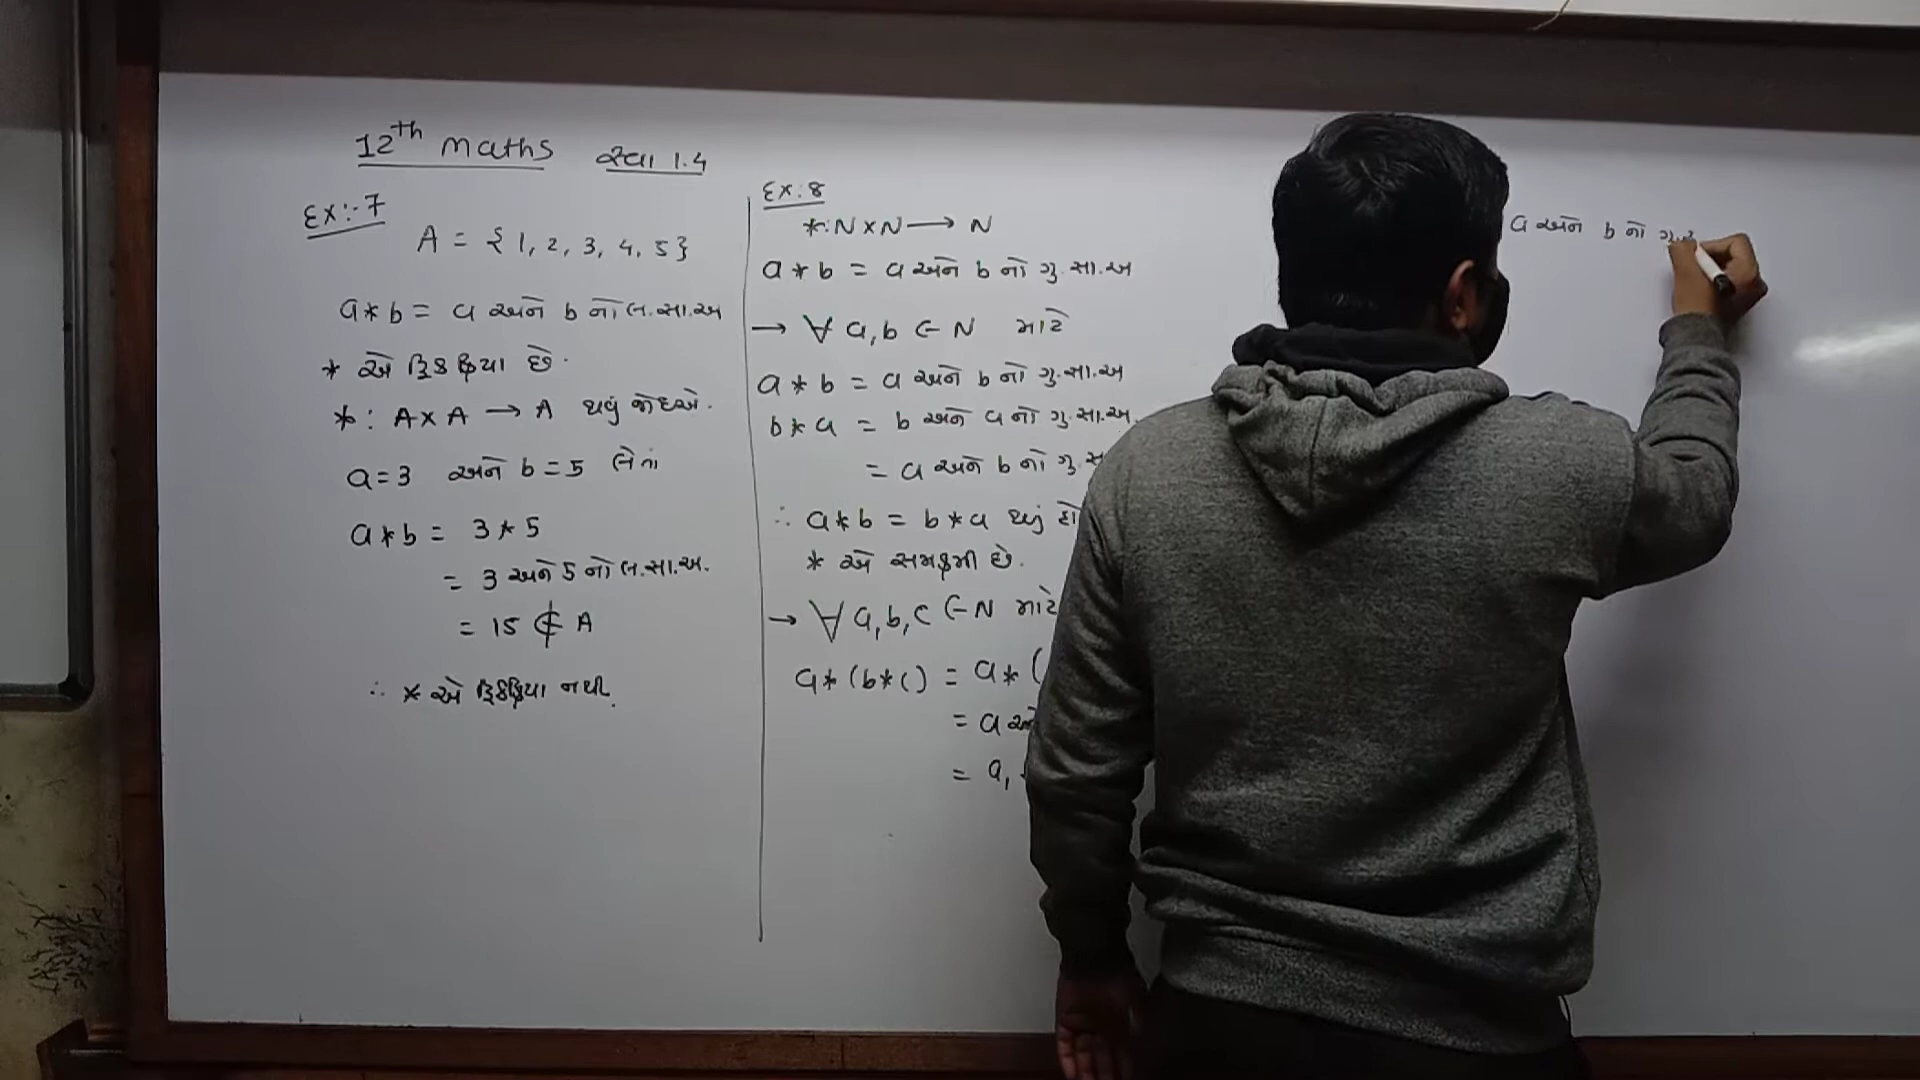 12th maths સ્વા 1.4
Ex:-7
A = {1, 2, 3, 4, 5}
a*b = a અને b નો લ.સા.અ
* એ દ્વિકક્રિયા છે.
*: A×A → A થવું જોઈએ.
a=3 અને b=5 લેતાં
a*b = 3*5
= 3 અને 5 નો લ.સા.અ.
= 15 ∉ A
∴ * એ દ્વિકક્રિયા નથી.
Ex:8
*:N×N → N
a*b = a અને b નો ગુ.સા.અ
→ ∀ a,b ∈ N માટે
a*b = a અને b નો ગુ.સા.અ
b*a = b અને a નો ગુ.સા.અ.
= a અને b નો ગુ.
∴ a*b = b*a થતું
* એ સમક્રમી છે.
→ ∀ a,b,c ∈ N માટે
a*(b*c) = a*(
= a
= a,
a અને b નો ગુ.